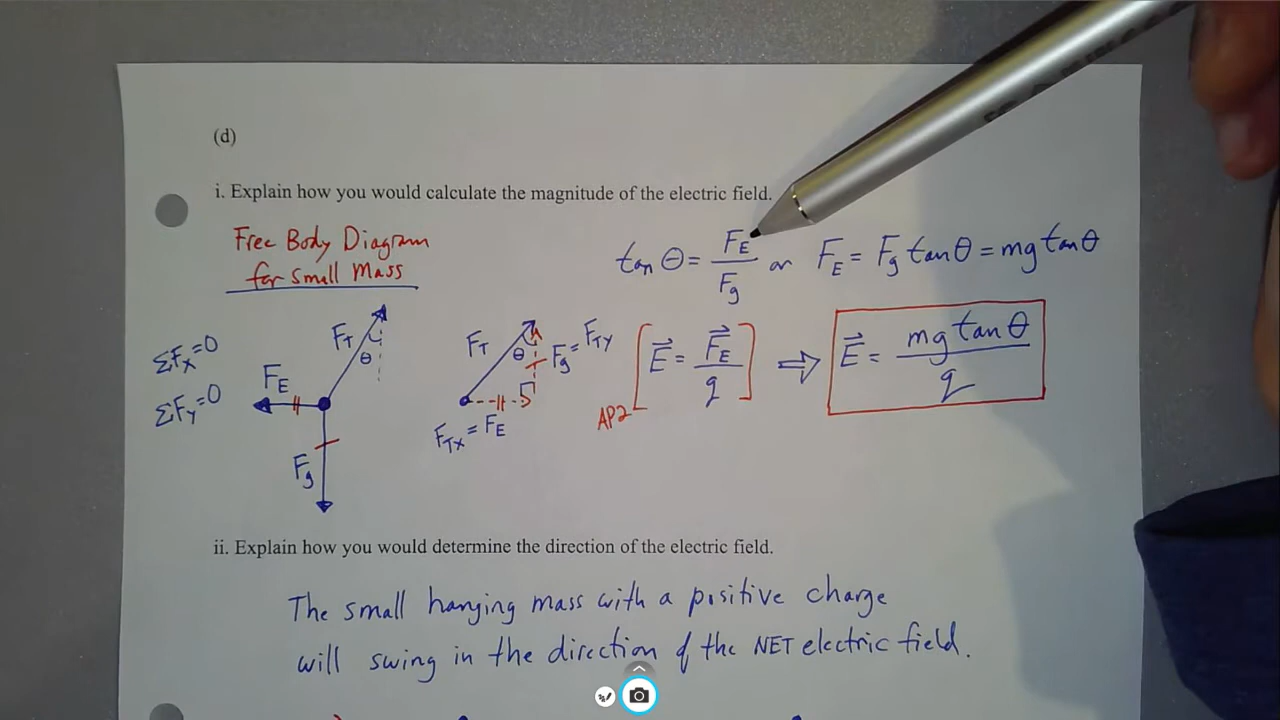 (d)
i. Explain how you would calculate the magnitude of the electric field.
Free Body Diagram
for Small Mass
tan θ = F_E / F_g or F_E = F_g tan θ = mg tan θ
ΣF_x = 0
ΣF_y = 0
F_E
F_T
θ
F_g
F_T
θ
F_g = F_Ty
F_Tx = F_E
AP2
[E⃗ = F⃗_E / q] ⇒ E⃗ = mg tan θ / q
ii. Explain how you would determine the direction of the electric field.
The small hanging mass with a positive charge
will swing in the direction of the NET electric field.